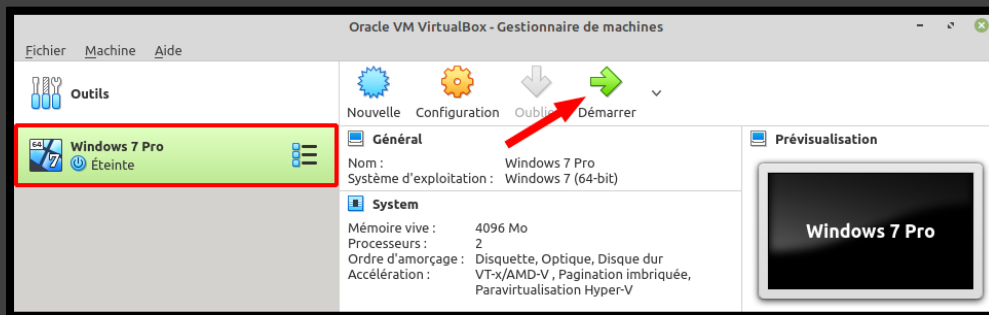 Oracle VM VirtualBox - Gestionnaire de machines
Fichier Machine Aide
Outils
Nouvelle Configuration Démarrer
Windows 7 Pro
Éteinte
64
7
Général
Nom : Windows 7 Pro
Système d'exploitation : Windows 7 (64-bit)
System
Mémoire vive : 4096 Mo
Processeurs : 2
Ordre d'amorçage : Disquette, Optique, Disque dur
Accélération : VT-x/AMD-V , Pagination imbriquée,
Paravirtualisation Hyper-V
Prévisualisation
Windows 7 Pro